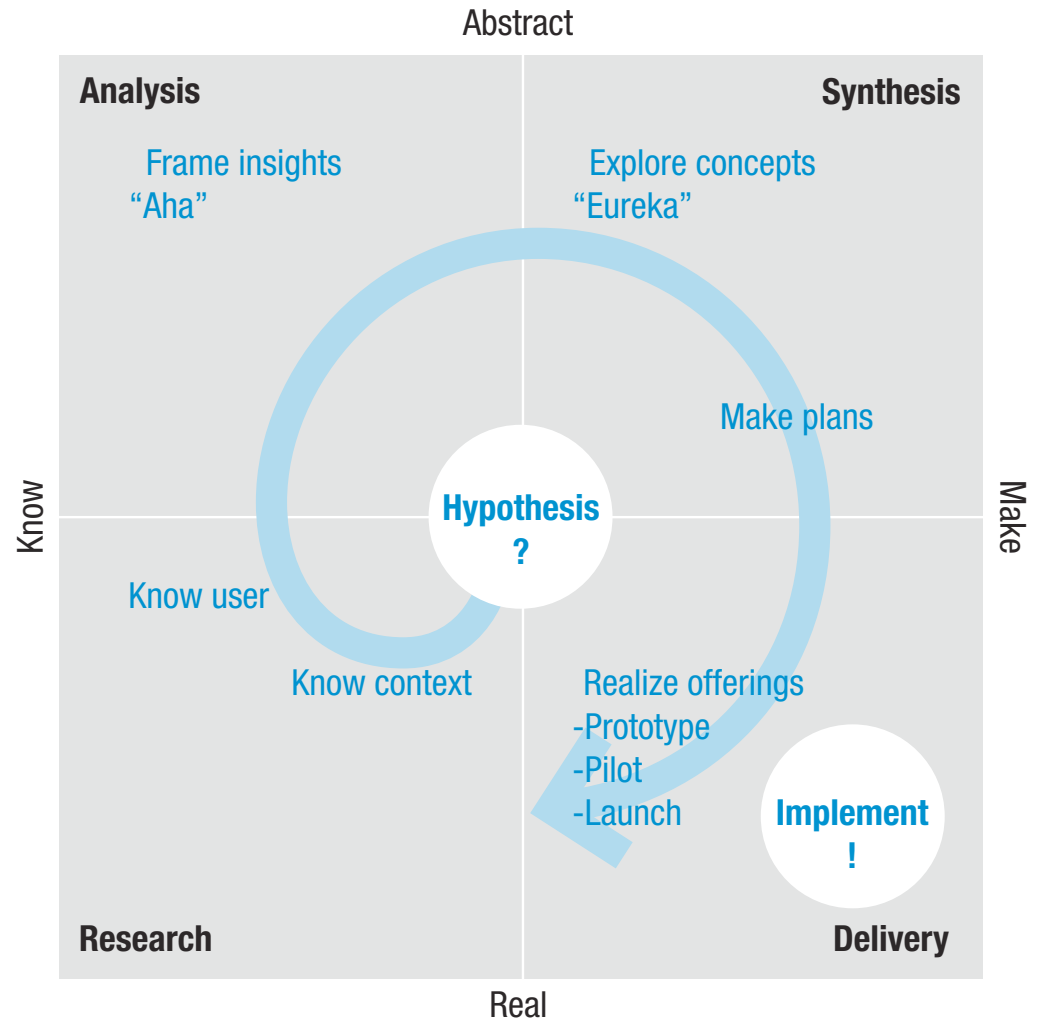 Abstract
Analysis
Synthesis
Frame insights
“Aha”
Explore concepts
“Eureka”
Make plans
Know
Hypothesis
?
Make
Know user
Know context
Realize offerings
-Prototype
-Pilot
-Launch
Implement
!
Research
Delivery
Real